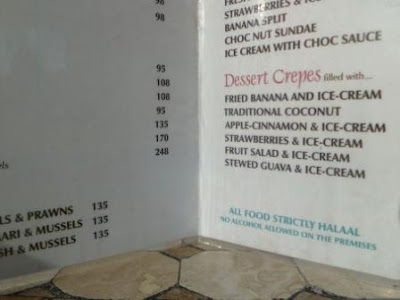 98
98
95
108
108
95
135
170
248
LS & PRAWNS 135
ARI & MUSSELS 135
SH & MUSSELS 135
STRAWBERRIES &
BANANA SPLIT
CHOC NUT SUNDAE
ICE CREAM WITH CHOC SAUCE
Dessert Crepes filled with...
FRIED BANANA AND ICE-CREAM
TRADITIONAL COCONUT
APPLE-CINNAMON & ICE-CREAM
STRAWBERRIES & ICE-CREAM
FRUIT SALAD & ICE-CREAM
STEWED GUAVA & ICE-CREAM
ALL FOOD STRICTLY HALAAL
NO ALCOHOL ALLOWED ON THE PREMISES